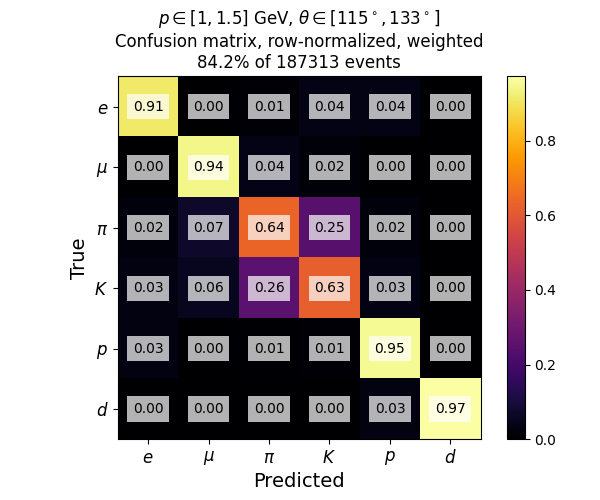 p ∈ [1, 1.5] GeV, θ ∈ [115°, 133°]
Confusion matrix, row-normalized, weighted
84.2% of 187313 events
e 0.91 0.00 0.01 0.04 0.04 0.00
μ 0.00 0.94 0.04 0.02 0.00 0.00
π 0.02 0.07 0.64 0.25 0.02 0.00
K 0.03 0.06 0.26 0.63 0.03 0.00
p 0.03 0.00 0.01 0.01 0.95 0.00
d 0.00 0.00 0.00 0.00 0.03 0.97
e μ π K p d
True
Predicted
0.8
0.6
0.4
0.2
0.0